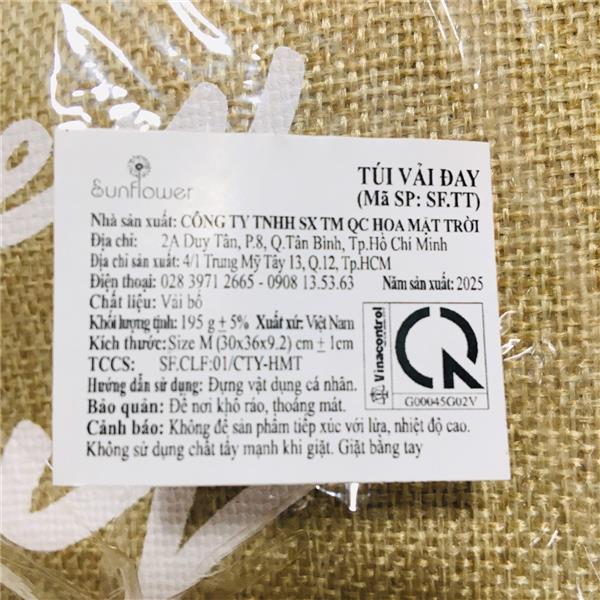 Sunflower
TÚI VẢI ĐAY
(Mã SP: SF.TT)
Nhà sản xuất: CÔNG TY TNHH SX TM QC HOA MẶT TRỜI
Địa chỉ: 2A Duy Tân, P.8, Q.Tân Bình, Tp.Hồ Chí Minh
Địa chỉ sản xuất: 4/1 Trung Mỹ Tây 13, Q.12, Tp.HCM
Điện thoại: 028 3971 2665 - 0908 13.53.63 Năm sản xuất: 2025
Chất liệu: Vải bố
Khối lượng tịnh: 195 g ± 5% Xuất xứ: Việt Nam
Kích thước: Size M (30x36x9.2) cm ± 1cm
TCCS: SF.CLF:01/CTY-HMT
Hướng dẫn sử dụng: Đựng vật dụng cá nhân.
Bảo quản: Để nơi khô ráo, thoáng mát.
Cảnh báo: Không để sản phẩm tiếp xúc với lửa, nhiệt độ cao.
Không sử dụng chất tẩy mạnh khi giặt. Giặt bằng tay
Vinacontrol
CR
G00045G02V